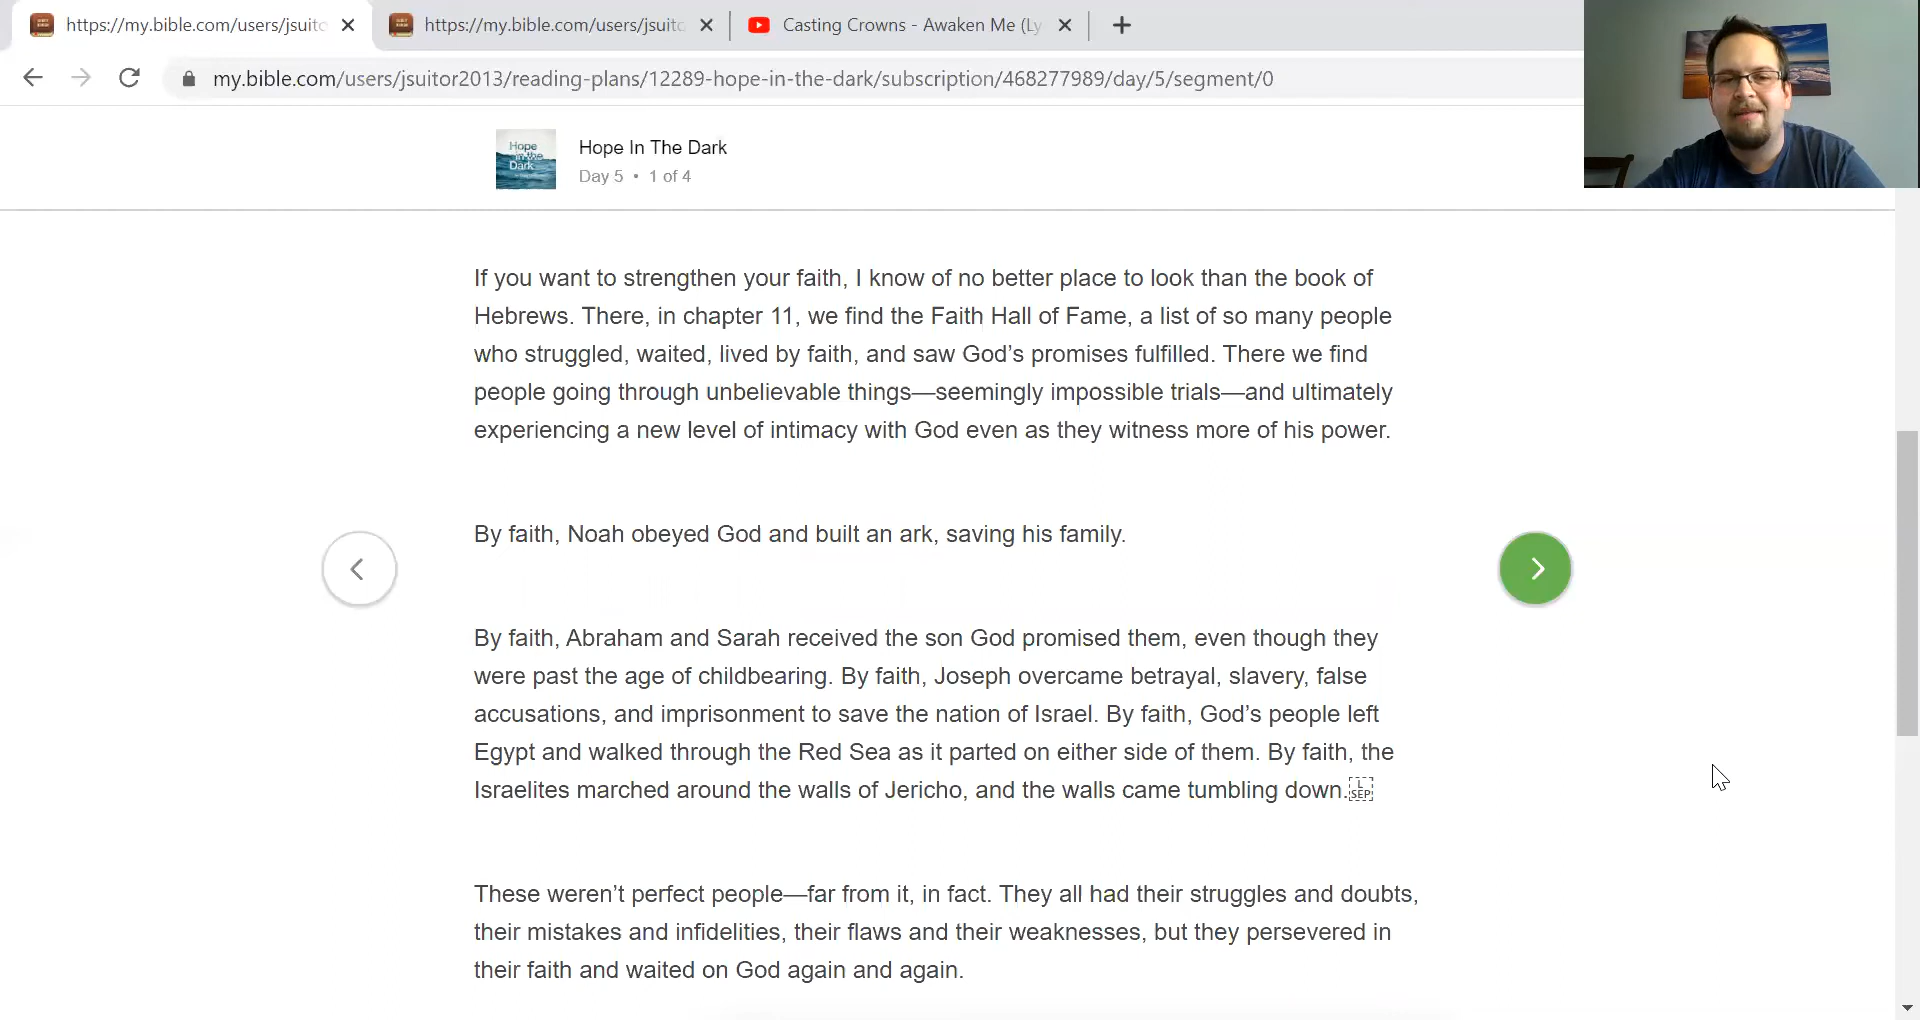 https://my.bible.com/users/jsuito
https://my.bible.com/users/jsuito
Casting Crowns - Awaken Me (Ly
my.bible.com/users/jsuitor2013/reading-plans/12289-hope-in-the-dark/subscription/468277989/day/5/segment/0
Hope
in the
Dark
Hope In The Dark
Day 5 • 1 of 4
If you want to strengthen your faith, I know of no better place to look than the book of
Hebrews. There, in chapter 11, we find the Faith Hall of Fame, a list of so many people
who struggled, waited, lived by faith, and saw God’s promises fulfilled. There we find
people going through unbelievable things—seemingly impossible trials—and ultimately
experiencing a new level of intimacy with God even as they witness more of his power.
By faith, Noah obeyed God and built an ark, saving his family.
By faith, Abraham and Sarah received the son God promised them, even though they
were past the age of childbearing. By faith, Joseph overcame betrayal, slavery, false
accusations, and imprisonment to save the nation of Israel. By faith, God’s people left
Egypt and walked through the Red Sea as it parted on either side of them. By faith, the
Israelites marched around the walls of Jericho, and the walls came tumbling down. L SEP
These weren’t perfect people—far from it, in fact. They all had their struggles and doubts,
their mistakes and infidelities, their flaws and their weaknesses, but they persevered in
their faith and waited on God again and again.